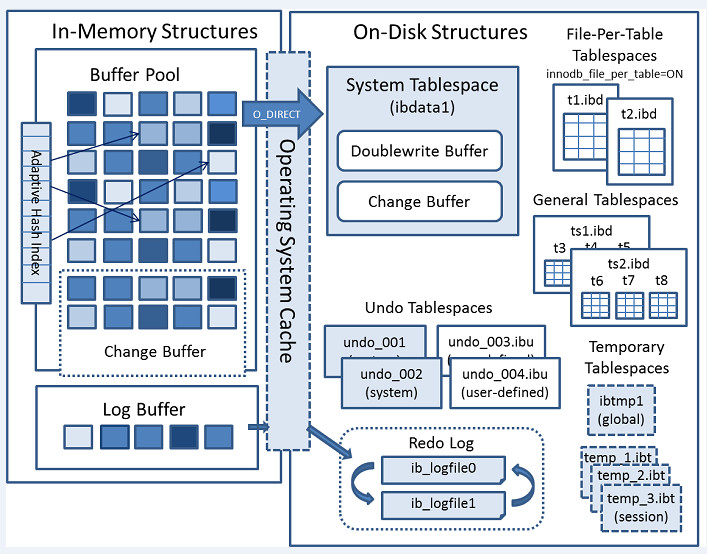 In-Memory Structures
Buffer Pool
Adaptive Hash Index
Change Buffer
Log Buffer
O_DIRECT
Operating System Cache
On-Disk Structures
System Tablespace
(ibdata1)
Doublewrite Buffer
Change Buffer
File-Per-Table
Tablespaces
innodb_file_per_table=ON
t1.ibd
t2.ibd
General Tablespaces
ts1.ibd
t3 t4 t5
ts2.ibd
t6 t7 t8
Undo Tablespaces
undo_001
undo_002
(system)
undo_003.ibu
undo_004.ibu
(user-defined)
Temporary
Tablespaces
ibtmp1
(global)
temp_1.ibt
temp_2.ibt
temp_3.ibt
(session)
Redo Log
ib_logfile0
ib_logfile1